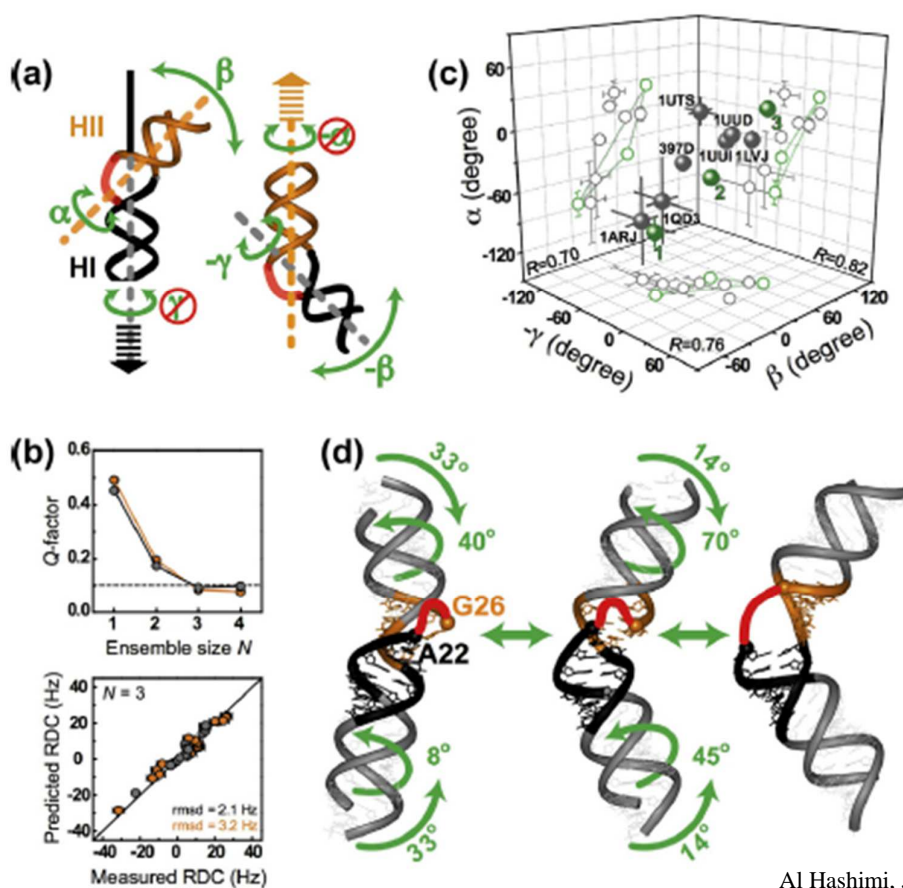 (a)
β
HII
-α
α
-γ
HI
γ
-β
(b)
0.6
0.4
0.2
0.0
Q-factor
1 2 3 4
Ensemble size N
N = 3
40
20
0
-20
-40
Predicted RDC (Hz)
rmsd = 2.1 Hz
rmsd = 3.2 Hz
-40 -20 0 20 40
Measured RDC (Hz)
(c)
α (degree)
60
0
-60
-120
1UTS
1UUD
3
397D
1UUI
1LVJ
2
1QD3
1ARJ
1
R=0.70
R=0.82
R=0.76
-120
-60
0
60
-γ (degree)
120
60
0
-60
β (degree)
(d)
33°
40°
G26
A22
8°
33°
14°
70°
45°
14°
Al Hashimi,